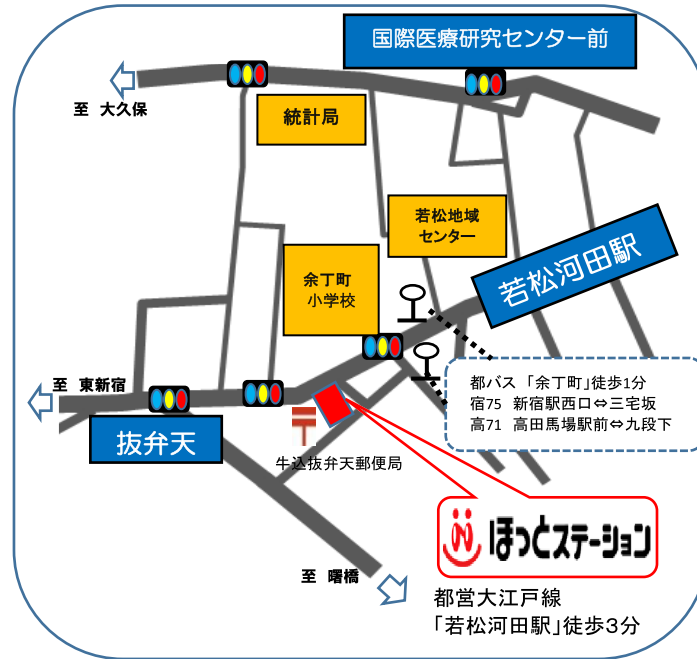 国際医療研究センター前
至 大久保
統計局
若松地域
センター
若松河田駅
余丁町
小学校
都バス 「余丁町」徒歩1分
宿75 新宿駅西口⇔三宅坂
高71 高田馬場駅前⇔九段下
至 東新宿
抜弁天
牛込抜弁天郵便局
ほっとステーション
至 曙橋
都営大江戸線
「若松河田駅」徒歩3分